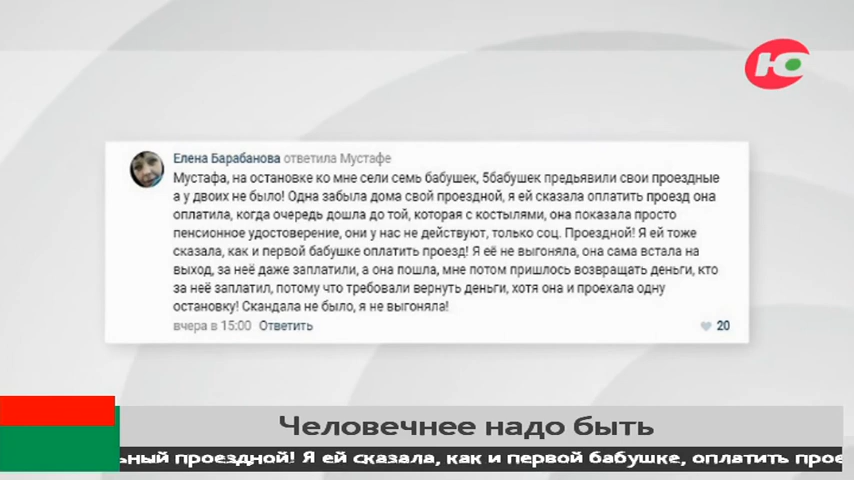 Ю
Елена Барабанова ответила Мустафе
Мустафа, на остановке ко мне сели семь бабушек, 5бабушек предьявили свои проездные
а у двоих не было! Одна забыла дома свой проездной, я ей сказала оплатить проезд она
оплатила, когда очередь дошла до той, которая с костылями, она показала просто
пенсионное удостоверение, они у нас не действуют, только соц. Проездной! Я ей тоже
сказала, как и первой бабушке оплатить проезд! Я её не выгоняла, она сама встала на
выход, за неё даже заплатили, а она пошла, мне потом пришлось возвращать деньги, кто
за неё заплатил, потому что требовали вернуть деньги, хотя она и проехала одну
остановку! Скандала не было, я не выгоняла!
вчера в 15:00 Ответить
20
Человечнее надо быть
ьный проездной! Я ей сказала, как и первой бабушке, оплатить прое